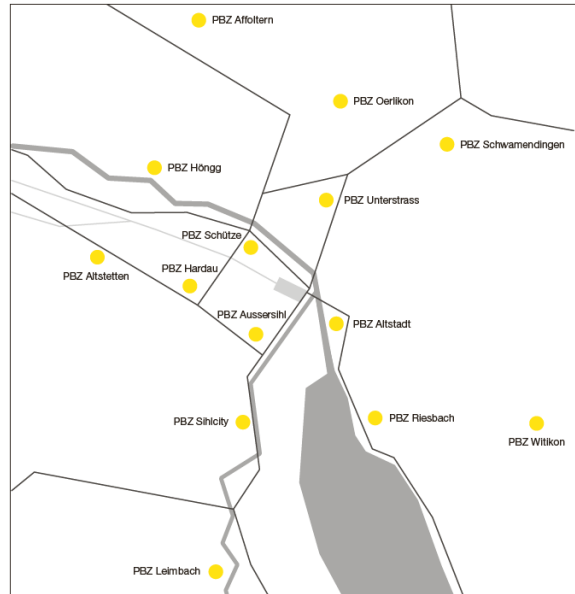 PBZ Affoltern
PBZ Oerlikon
PBZ Schwamendingen
PBZ Höngg
PBZ Unterstrass
PBZ Schütze
PBZ Altstetten
PBZ Hardau
PBZ Aussersihl
PBZ Altstadt
PBZ Sihlcity
PBZ Riesbach
PBZ Witikon
PBZ Leimbach